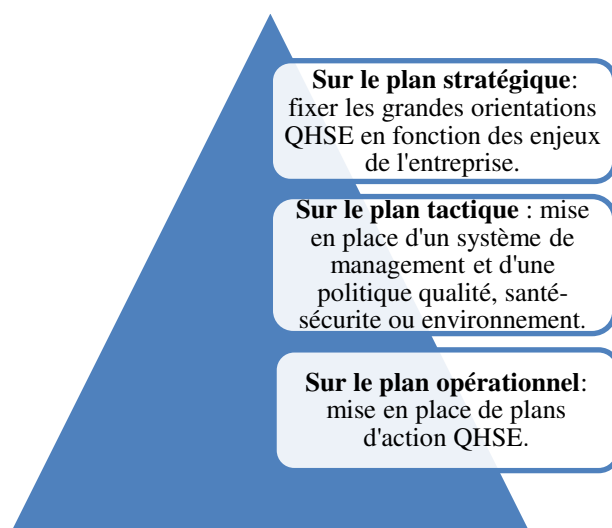 Sur le plan stratégique:
fixer les grandes orientations
QHSE en fonction des enjeux
de l'entreprise.
Sur le plan tactique : mise
en place d'un système de
management et d'une
politique qualité, santé-
sécurite ou environnement.
Sur le plan opérationnel:
mise en place de plans
d'action QHSE.